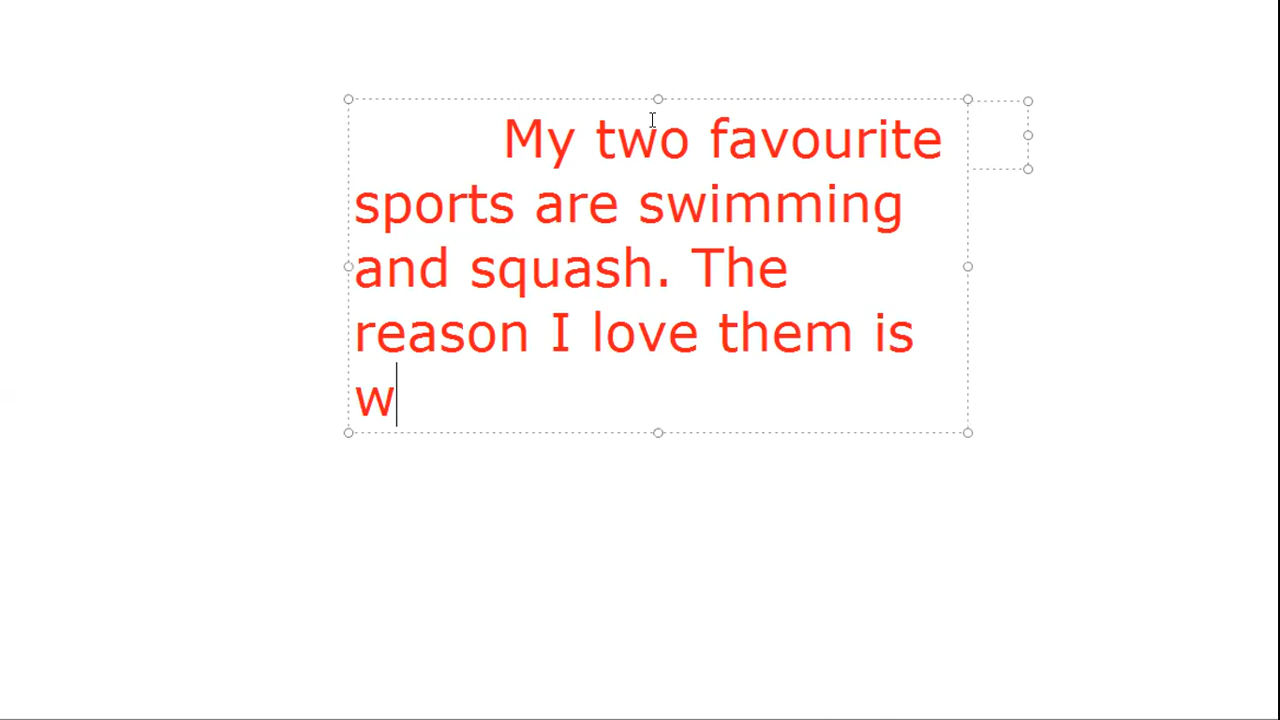 My two favourite
sports are swimming
and squash. The
reason I love them is
w